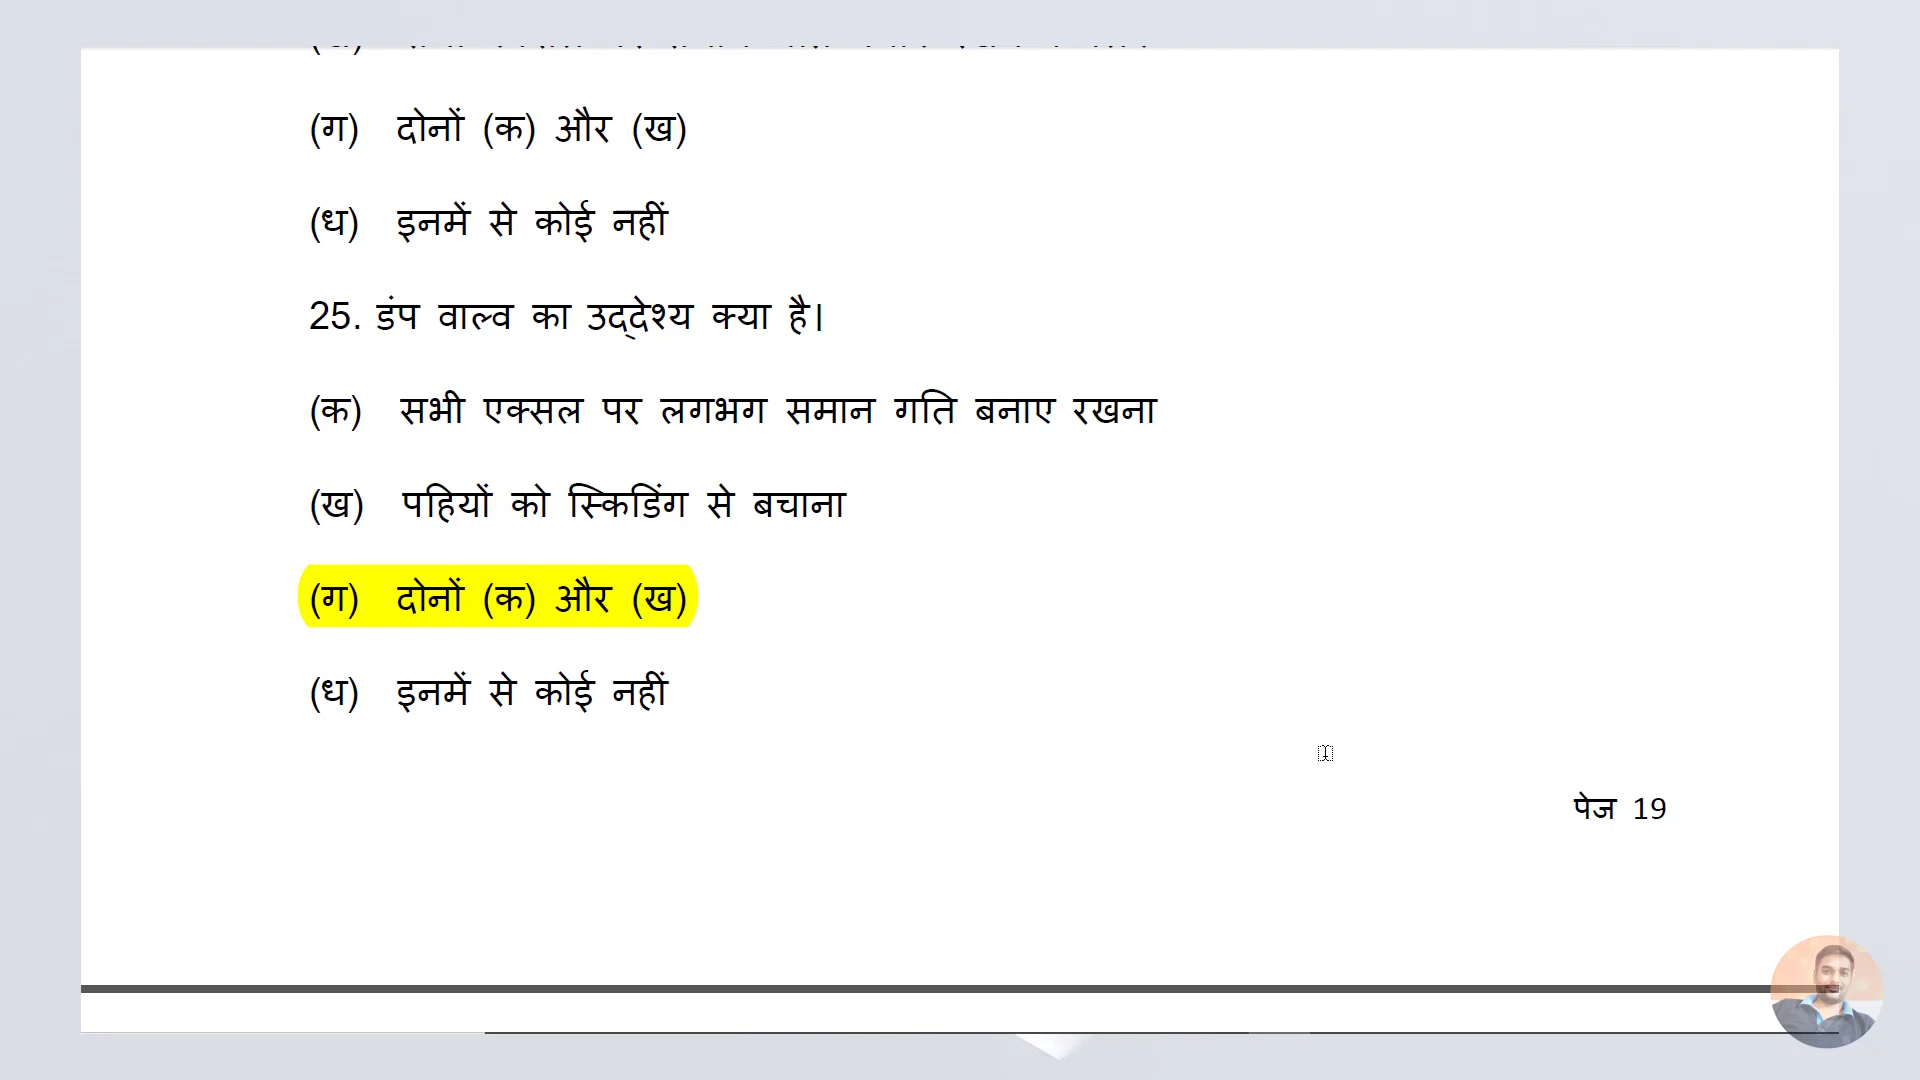 (ग) दोनों (क) और (ख)
(ध) इनमें से कोई नहीं
25. डंप वाल्व का उद्देश्य क्या है।
(क) सभी एक्सल पर लगभग समान गति बनाए रखना
(ख) पहियों को स्किडिंग से बचाना
(ग) दोनों (क) और (ख)
(ध) इनमें से कोई नहीं
पेज 19